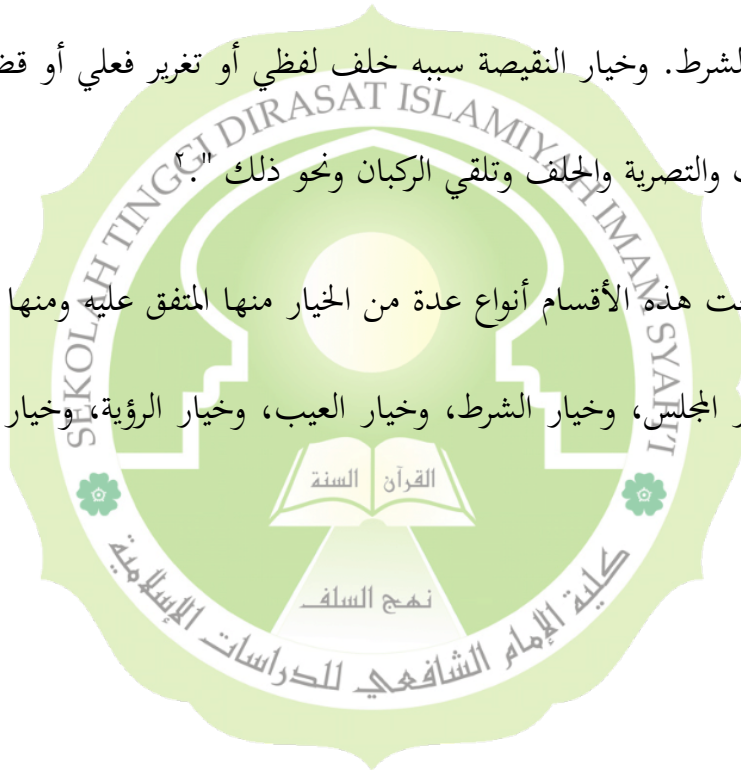 لشرط. وخيار النقيصة سببه خلف لفظي أو تغرير فعلي أو
والتصرية والحلف وتلقي الركبان ونحو ذلك ".٢
هذه الأقسام أنواع عدة من الخيار منها المتفق عليه ومنها
المجلس، وخيار الشرط، وخيار العيب، وخيار الرؤية، وخيار
SEKOLAH TINGGI DIRASAT ISLAMIYAH IMAM SYAFI'I
القرآن السنة
نهج السلف
كلية الإمام الشافعي للدراسات الإسلامية